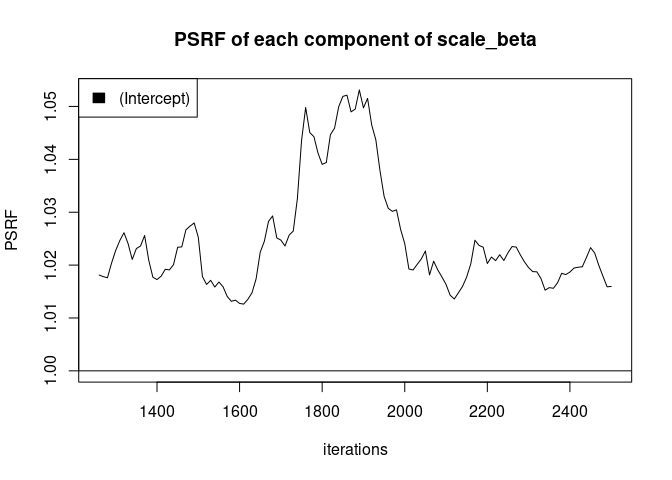 PSRF of each component of scale_beta
(Intercept)
PSRF
1.05
1.04
1.03
1.02
1.01
1.00
1400 1600 1800 2000 2200 2400
iterations